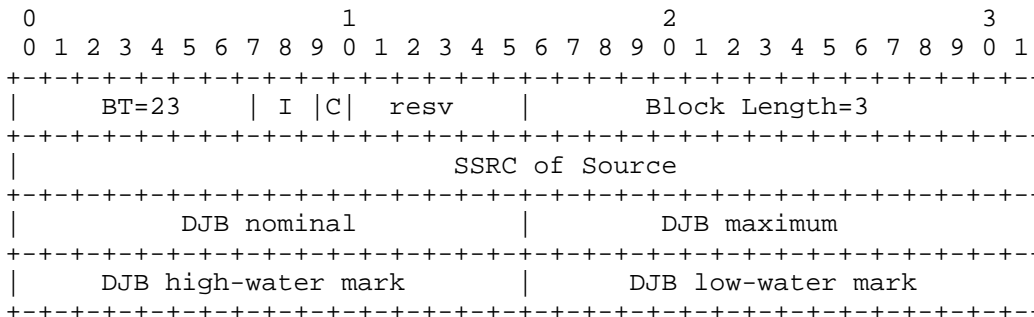 0                   1                   2                   3
 0 1 2 3 4 5 6 7 8 9 0 1 2 3 4 5 6 7 8 9 0 1 2 3 4 5 6 7 8 9 0 1
+-+-+-+-+-+-+-+-+-+-+-+-+-+-+-+-+-+-+-+-+-+-+-+-+-+-+-+-+-+-+-+-
|     BT=23     | I |C|  resv     |       Block Length=3
+-+-+-+-+-+-+-+-+-+-+-+-+-+-+-+-+-+-+-+-+-+-+-+-+-+-+-+-+-+-+-+-
|                           SSRC of Source
+-+-+-+-+-+-+-+-+-+-+-+-+-+-+-+-+-+-+-+-+-+-+-+-+-+-+-+-+-+-+-+-
|          DJB nominal          |        DJB maximum
+-+-+-+-+-+-+-+-+-+-+-+-+-+-+-+-+-+-+-+-+-+-+-+-+-+-+-+-+-+-+-+-
|     DJB high-water mark       |      DJB low-water mark
+-+-+-+-+-+-+-+-+-+-+-+-+-+-+-+-+-+-+-+-+-+-+-+-+-+-+-+-+-+-+-+-